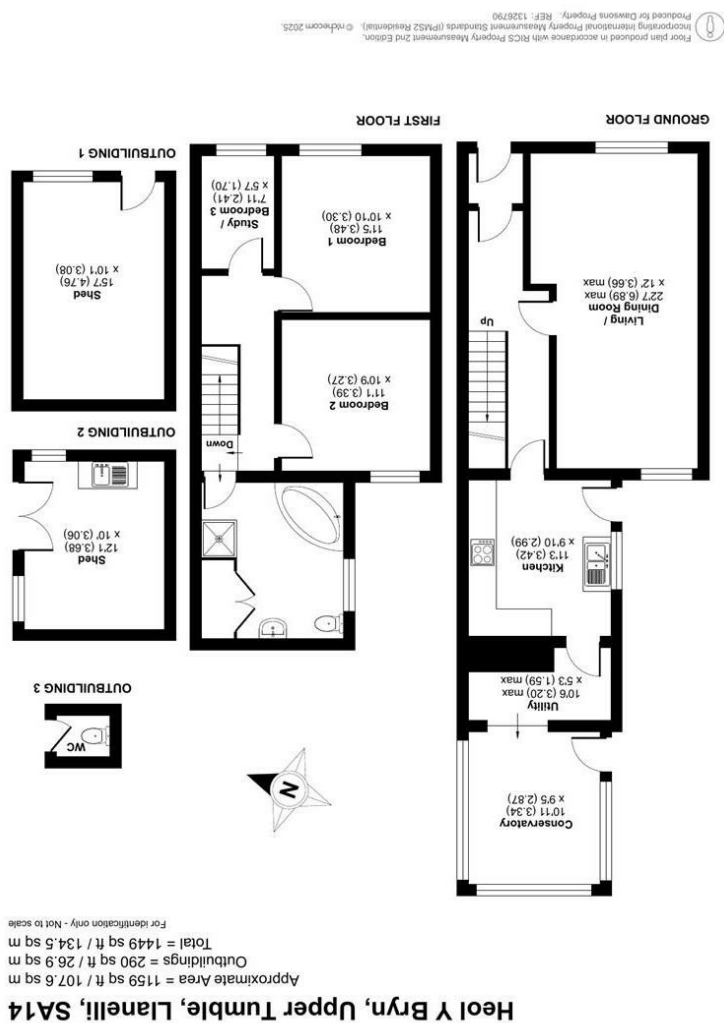 Heol Y Bryn, Upper Tumble, Llanelli, SA14
Approximate Area = 1159 sq ft / 107.6 sq m
Outbuildings = 290 sq ft / 26.9 sq m
Total = 1449 sq ft / 134.5 sq m
For identification only - Not to scale
Conservatory
10'11 (3.34)
x 9'5 (2.87)
Utility
10'6 (3.20) max
x 5'3 (1.59) max
Kitchen
11'3 (3.42)
x 9'10 (2.99)
Up
Living /
Dining Room
22'7 (6.89) max
x 12' (3.66) max
GROUND FLOOR
N
Down
Bedroom 2
11'1 (3.39)
x 10'9 (3.27)
Bedroom 1
11'5 (3.48)
x 10'10 (3.30)
Study /
Bedroom 3
7'11 (2.41)
x 5'7 (1.70)
FIRST FLOOR
WC
OUTBUILDING 3
Shed
12'1 (3.68)
x 10' (3.06)
OUTBUILDING 2
Shed
15'7 (4.76)
x 10'1 (3.08)
OUTBUILDING 1
Floor plan produced in accordance with RICS Property Measurement 2nd Edition,
Incorporating International Property Measurement Standards (IPMS2 Residential). © nichecom 2025.
Produced for Dawsons Property. REF: 1326790